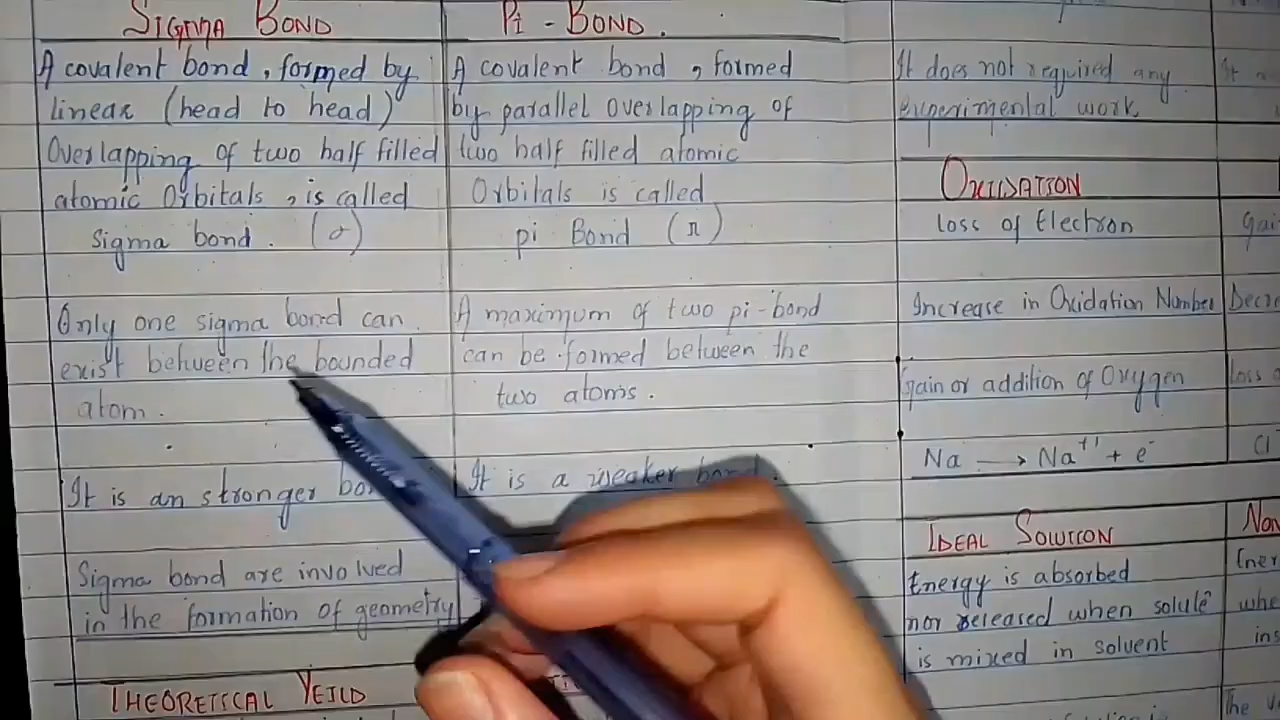 SIGMA BOND
A covalent bond, formed by
linear (head to head)
Overlapping of two half filled
atomic Orbitals, is called
sigma bond. (σ)
Only one sigma bond can
exist between the bounded
atom.
It is an stronger
Sigma bond are involved
in the formation of geometry
THEORETICAL YEILD
PI - BOND.
A covalent bond, formed
by parallel overlapping of
two half filled atomic
Orbitals is called
pi Bond (π)
A maximum of two pi-bond
can be formed between the
two atoms.
It is a weaker bond.
It does not required any
experimental work
OXIDATION
loss of Electron
Increase in Oxidation Number
gain or addition of Oxygen
Na → Na⁺¹ + e⁻
IDEAL SOLUTION
Energy is absorbed
nor released when solute
is mixed in solvent